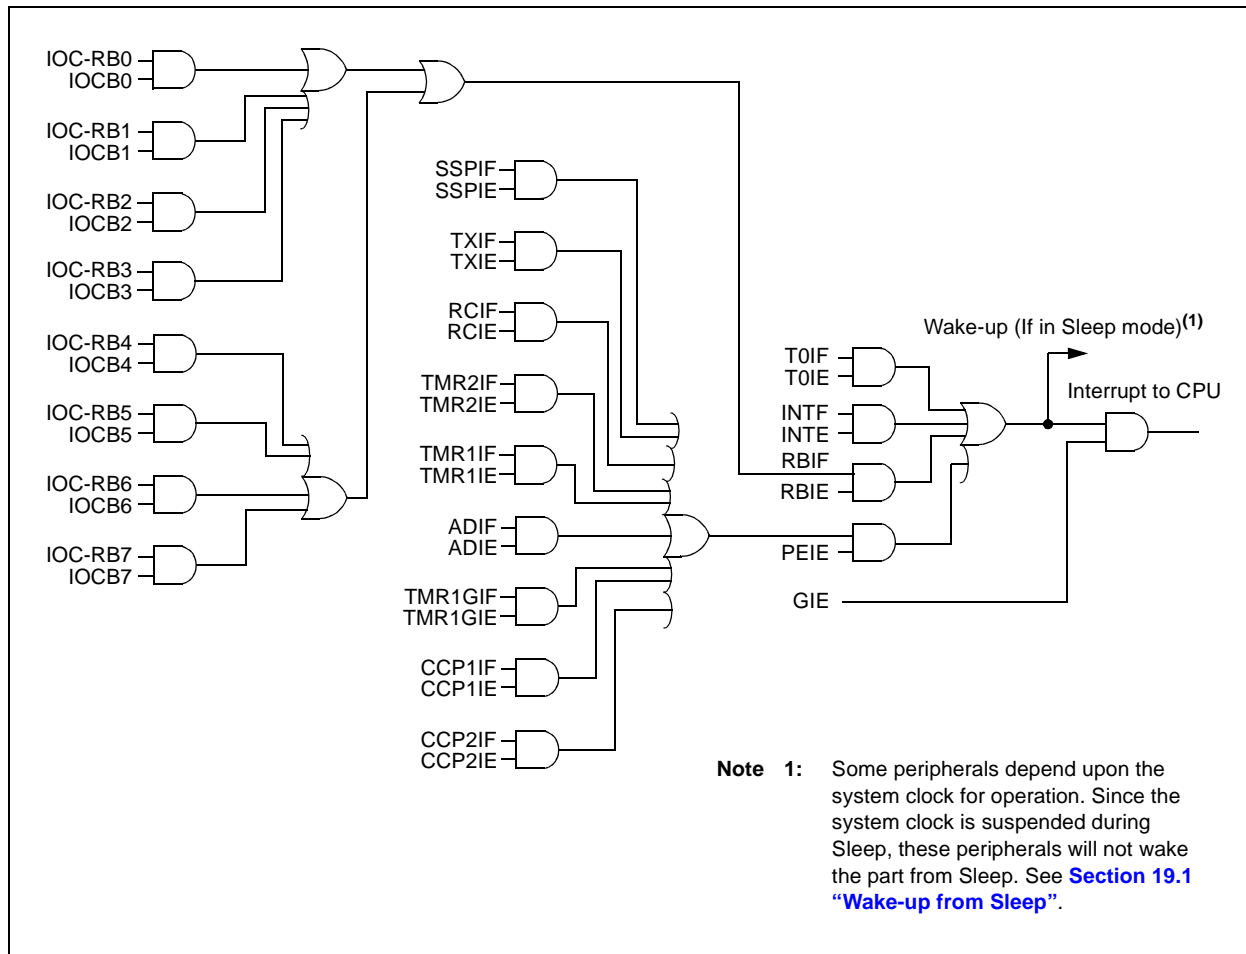 IOC-RB0
IOCB0
IOC-RB1
IOCB1
IOC-RB2
IOCB2
IOC-RB3
IOCB3
IOC-RB4
IOCB4
IOC-RB5
IOCB5
IOC-RB6
IOCB6
IOC-RB7
IOCB7
SSPIF
SSPIE
TXIF
TXIE
RCIF
RCIE
TMR2IF
TMR2IE
TMR1IF
TMR1IE
ADIF
ADIE
TMR1GIF
TMR1GIE
CCP1IF
CCP1IE
CCP2IF
CCP2IE
Wake-up (If in Sleep mode)(1)
T0IF
T0IE
Interrupt to CPU
INTF
INTE
RBIF
RBIE
PEIE
GIE
Note 1: Some peripherals depend upon the
system clock for operation. Since the
system clock is suspended during
Sleep, these peripherals will not wake
the part from Sleep. See Section 19.1
“Wake-up from Sleep”.